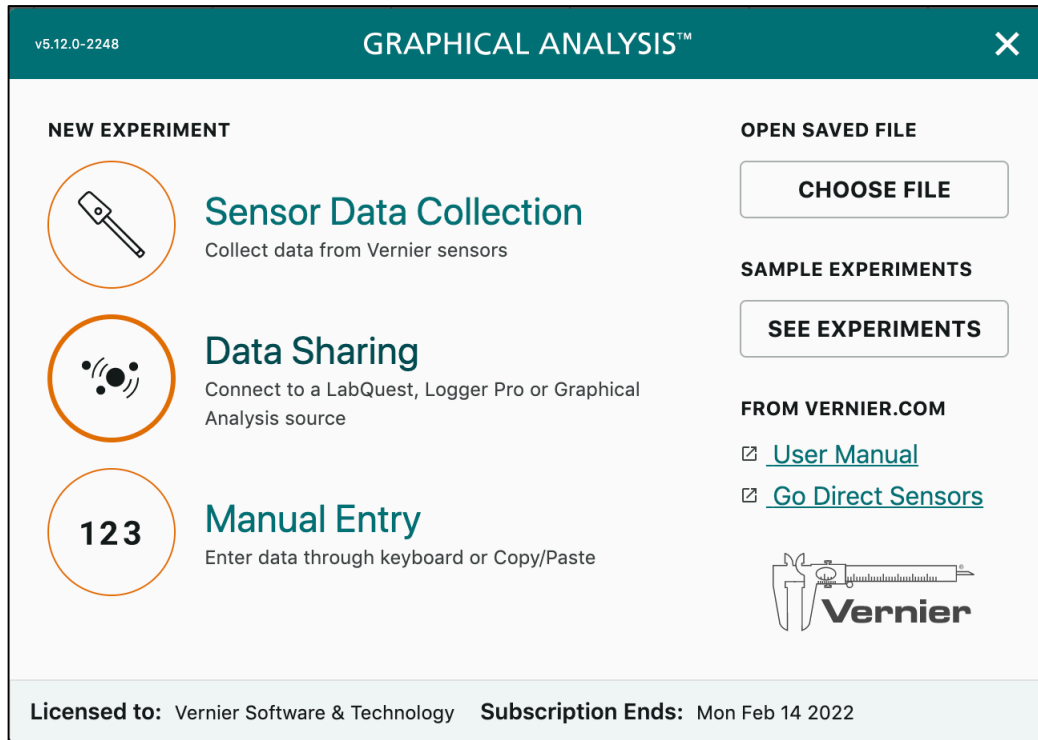 v5.12.0-2248
GRAPHICAL ANALYSIS™
NEW EXPERIMENT
Sensor Data Collection
Collect data from Vernier sensors
Data Sharing
Connect to a LabQuest, Logger Pro or Graphical
Analysis source
123
Manual Entry
Enter data through keyboard or Copy/Paste
OPEN SAVED FILE
CHOOSE FILE
SAMPLE EXPERIMENTS
SEE EXPERIMENTS
FROM VERNIER.COM
User Manual
Go Direct Sensors
Vernier
®
Licensed to: Vernier Software & Technology Subscription Ends: Mon Feb 14 2022